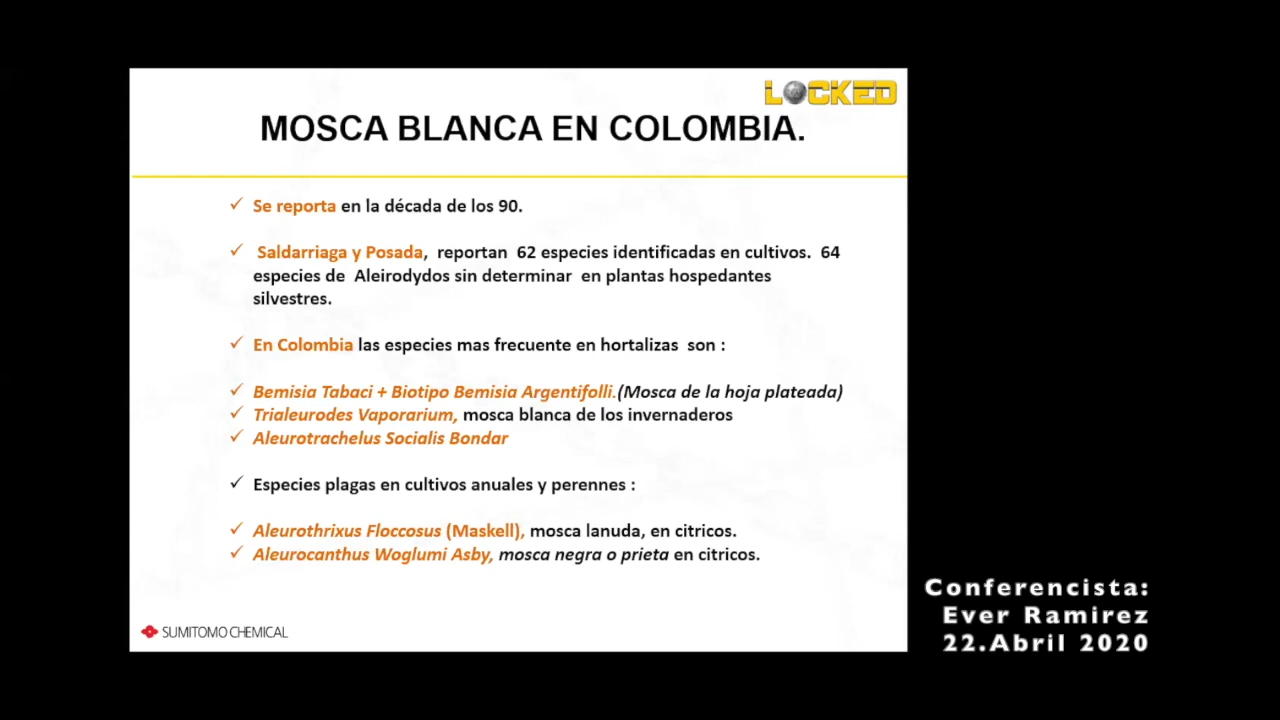 LOCKED
MOSCA BLANCA EN COLOMBIA.
✓ Se reporta en la década de los 90.
✓ Saldarriaga y Posada, reportan 62 especies identificadas en cultivos. 64
especies de Aleirodydos sin determinar en plantas hospedantes
silvestres.
✓ En Colombia las especies mas frecuente en hortalizas son :
✓ Bemisia Tabaci + Biotipo Bemisia Argentifolli.(Mosca de la hoja plateada)
✓ Trialeurodes Vaporarium, mosca blanca de los invernaderos
✓ Aleurotrachelus Socialis Bondar
✓ Especies plagas en cultivos anuales y perennes :
✓ Aleurothrixus Floccosus (Maskell), mosca lanuda, en citricos.
✓ Aleurocanthus Woglumi Asby, mosca negra o prieta en citricos.
SUMITOMO CHEMICAL
Conferencista:
Ever Ramirez
22.Abril 2020